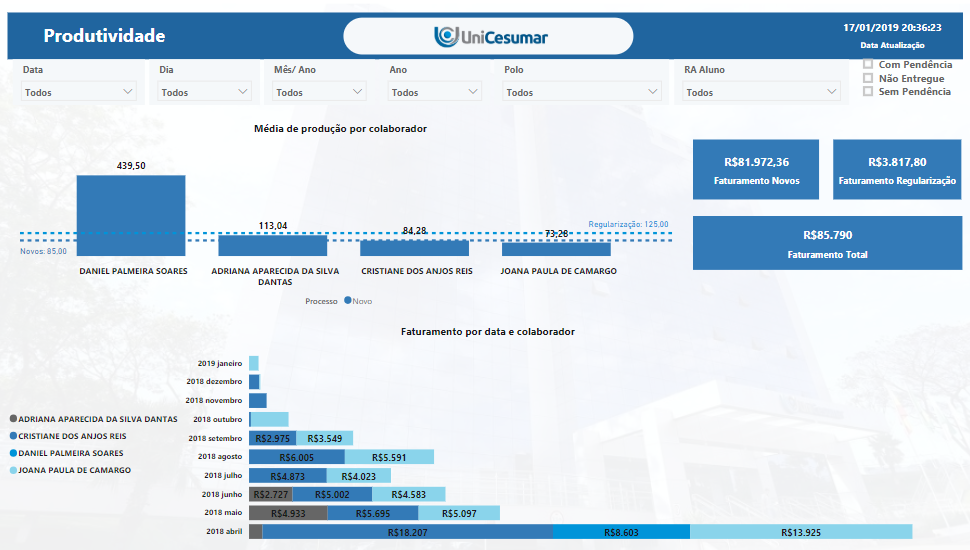 Produtividade
UniCesumar
17/01/2019 20:36:23
Data Atualização
Data
Dia
Mês/ Ano
Ano
Polo
RA Aluno
Todos
Todos
Todos
Todos
Todos
Todos
Com Pendência
Não Entregue
Sem Pendência
Média de produção por colaborador
439,50
113,04
84,28
73,28
Regularização: 125,00
Novos: 85,00
DANIEL PALMEIRA SOARES
ADRIANA APARECIDA DA SILVA
DANTAS
CRISTIANE DOS ANJOS REIS
JOANA PAULA DE CAMARGO
Processo
Novo
R$81.972,36
Faturamento Novos
R$3.817,80
Faturamento Regularização
R$85.790
Faturamento Total
Faturamento por data e colaborador
ADRIANA APARECIDA DA SILVA DANTAS
CRISTIANE DOS ANJOS REIS
DANIEL PALMEIRA SOARES
JOANA PAULA DE CAMARGO
2019 janeiro
2018 dezembro
2018 novembro
2018 outubro
2018 setembro R$2.975 R$3.549
2018 agosto R$6.005 R$5.591
2018 julho R$4.873 R$4.023
2018 junho R$2.727 R$5.002 R$4.583
2018 maio R$4.933 R$5.695 R$5.097
2018 abril R$18.207 R$8.603 R$13.925